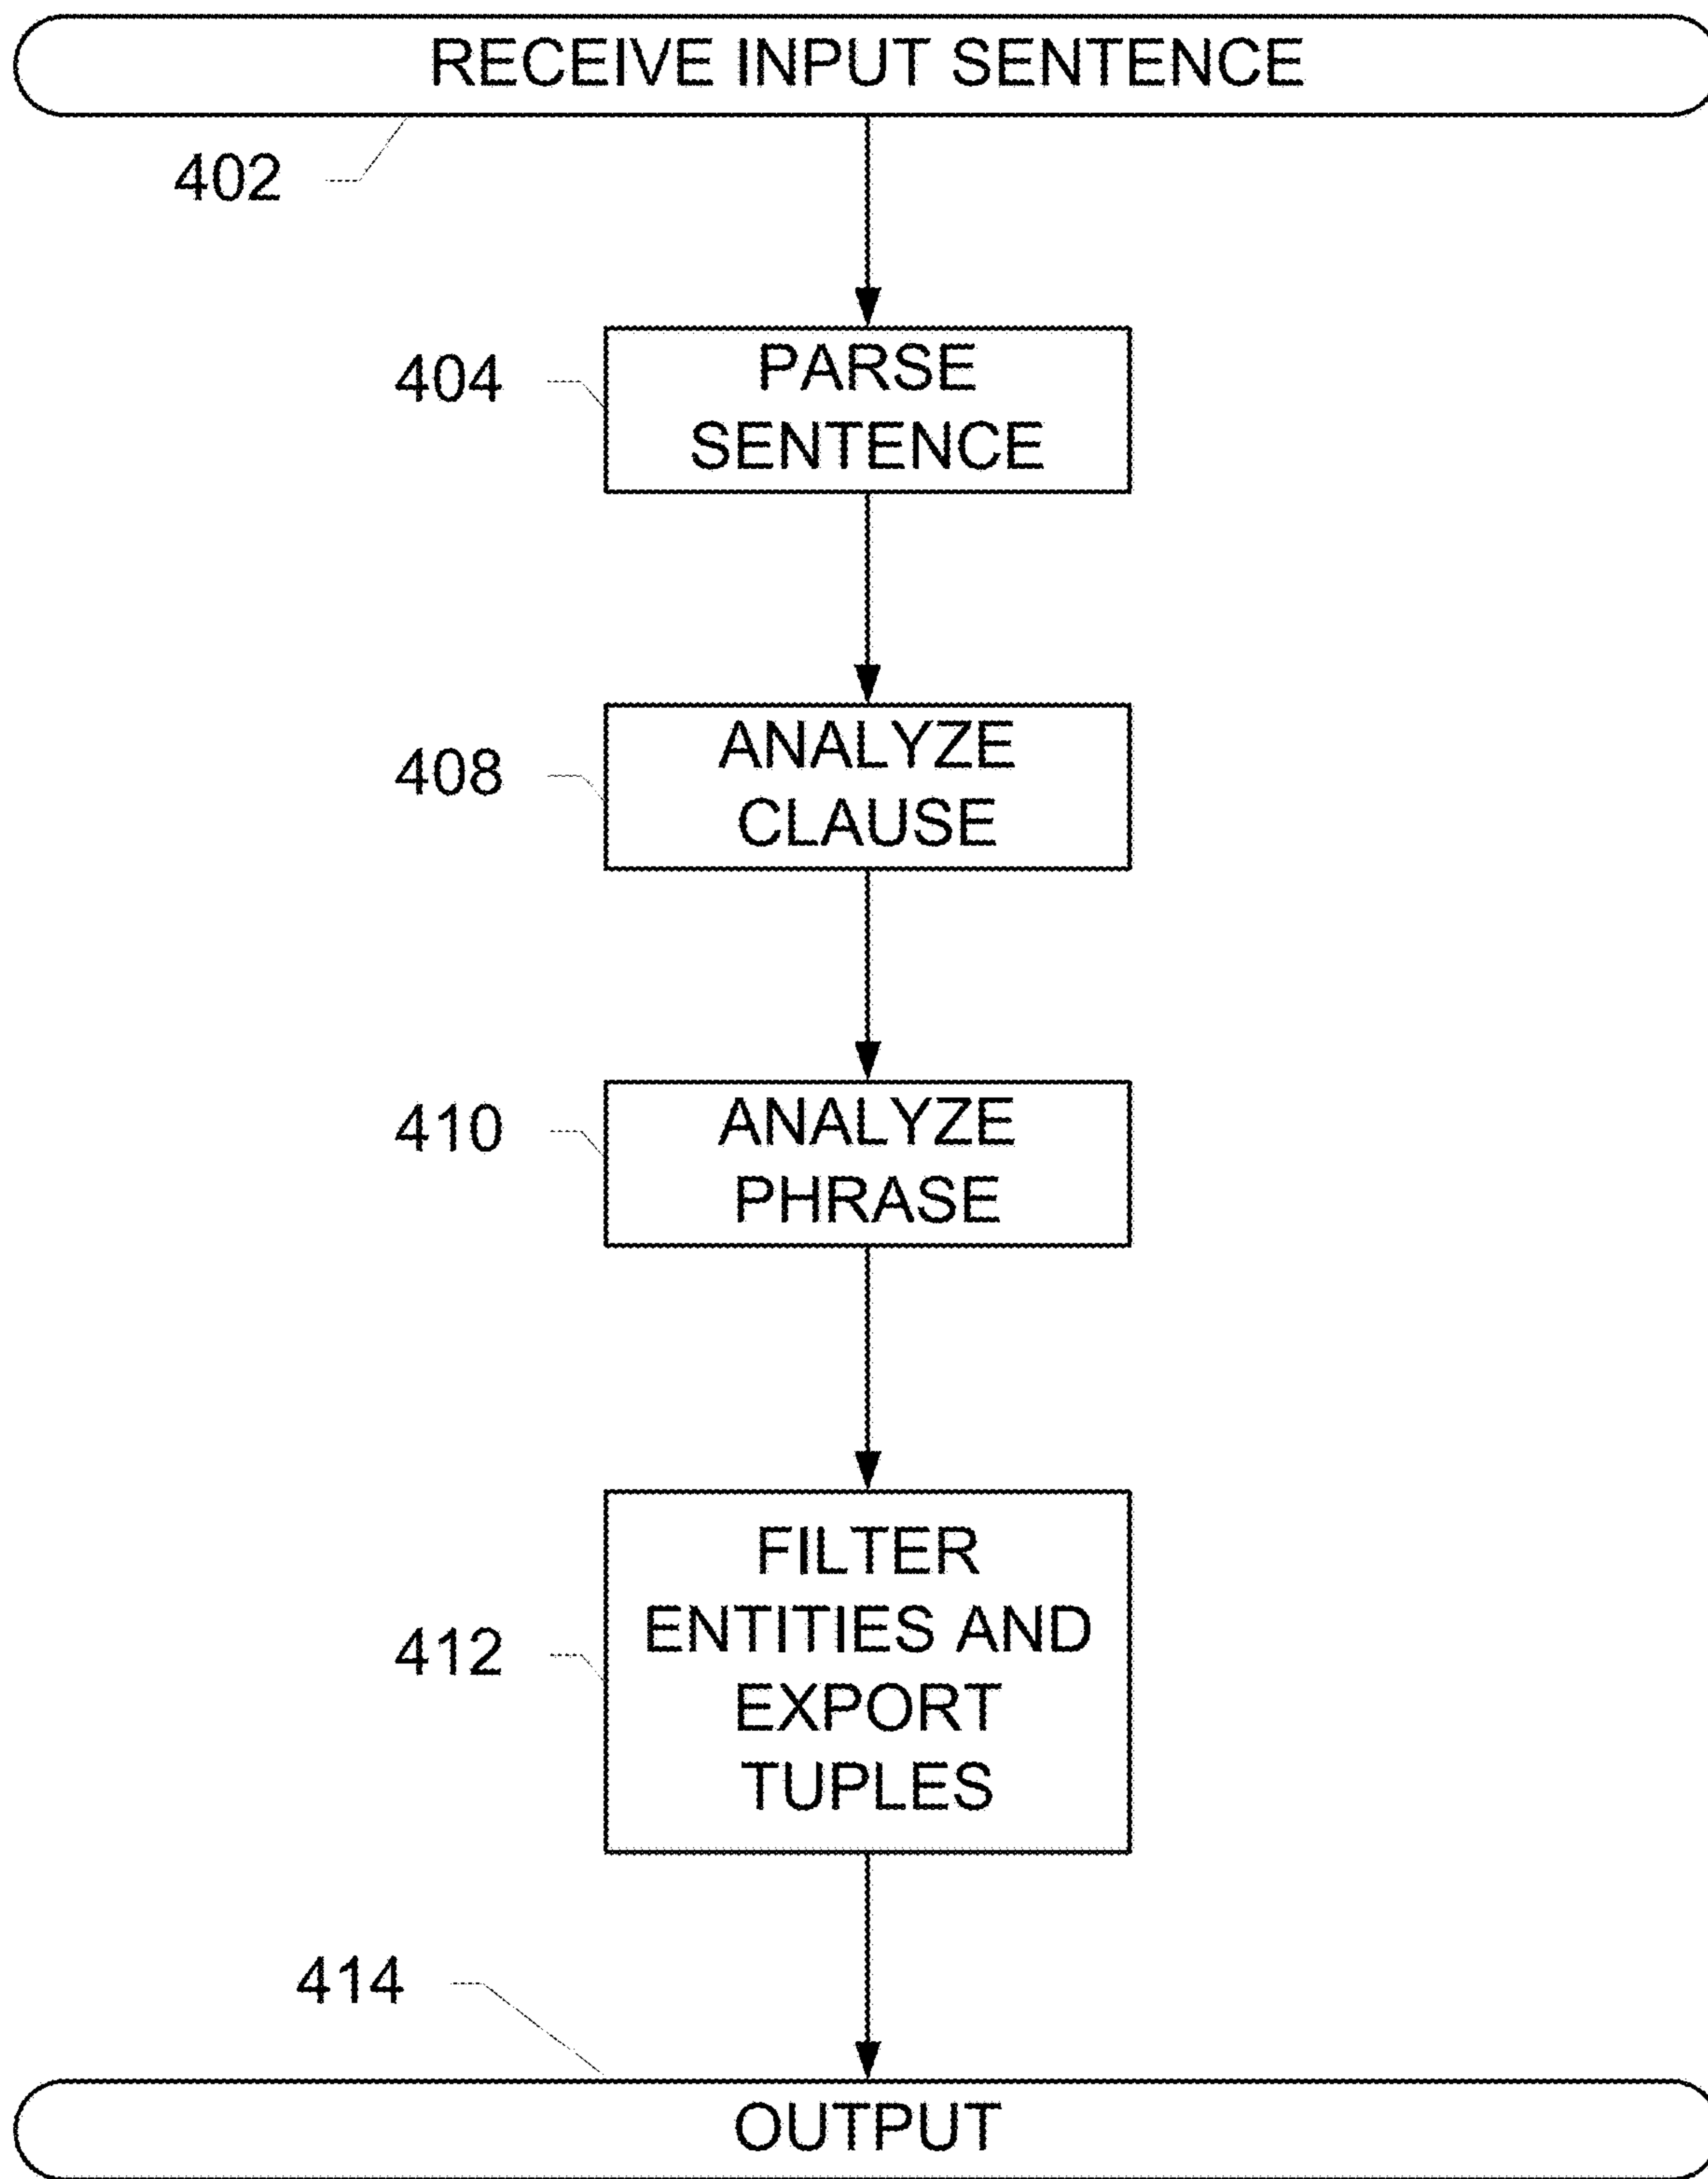 RECEIVE INPUT SENTENCE
402
404
PARSE
SENTENCE
408
ANALYZE
CLAUSE
410
ANALYZE
PHRASE
412
FILTER
ENTITIES AND
EXPORT
TUPLES
414
OUTPUT